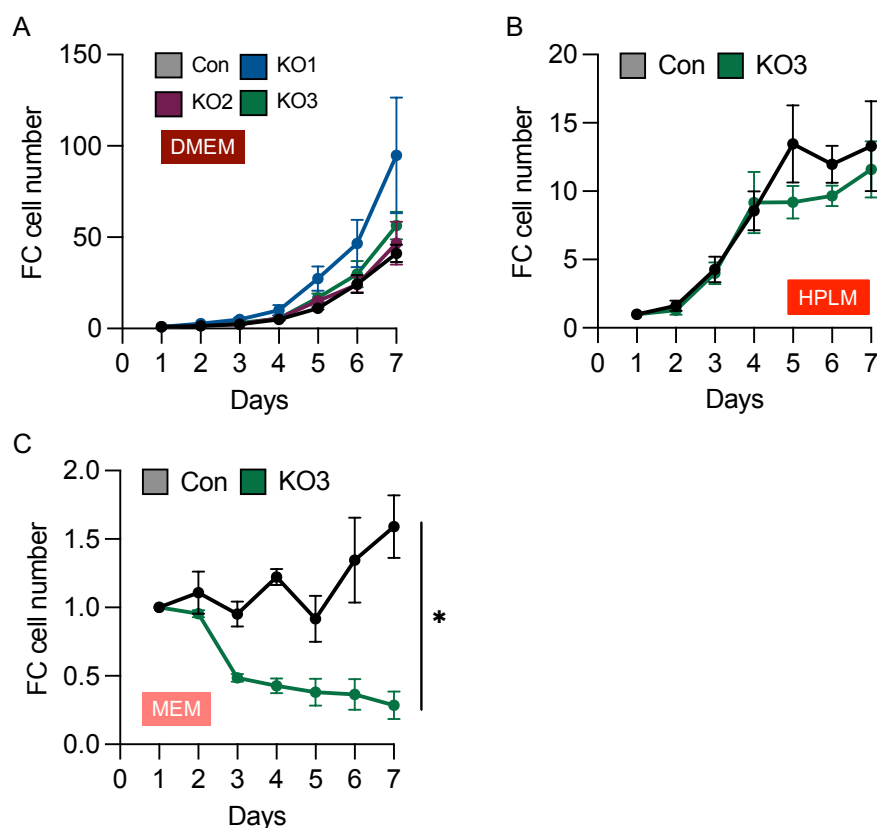 A
150
100
50
0
FC cell number
Con KO1
KO2 KO3
DMEM
0 1 2 3 4 5 6 7
Days
B
20
15
10
5
0
FC cell number
Con KO3
HPLM
0 1 2 3 4 5 6 7
Days
C
2.0
1.5
1.0
0.5
0.0
FC cell number
Con KO3
*
MEM
0 1 2 3 4 5 6 7
Days